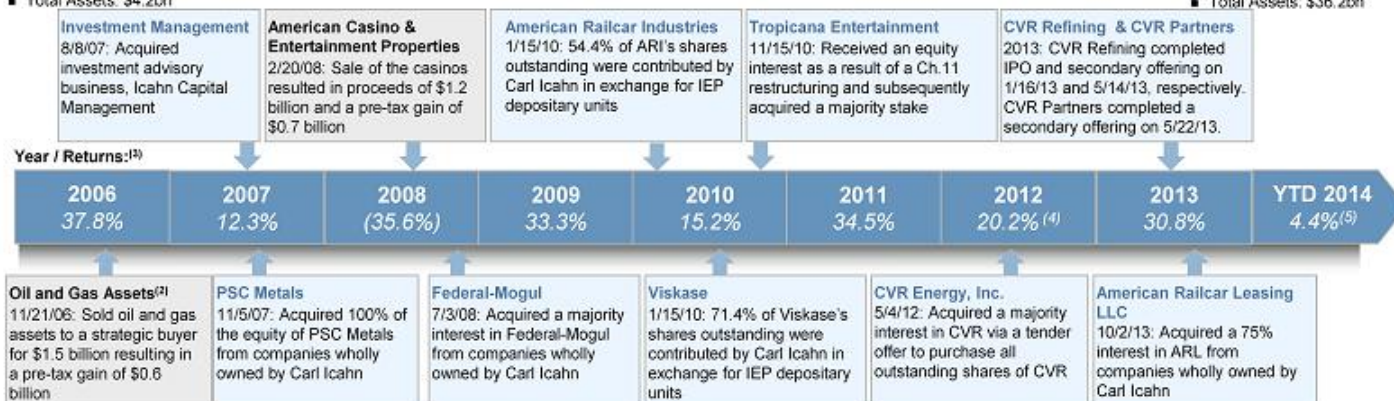 ■ Total Assets: $4.2bn
■ Total Assets: $36.2bn
Investment Management
8/8/07: Acquired
investment advisory
business, Icahn Capital
Management
American Casino &
Entertainment Properties
2/20/08: Sale of the casinos
resulted in proceeds of $1.2
billion and a pre-tax gain of
$0.7 billion
American Railcar Industries
1/15/10: 54.4% of ARI's shares
outstanding were contributed by
Carl Icahn in exchange for IEP
depositary units
Tropicana Entertainment
11/15/10: Received an equity
interest as a result of a Ch.11
restructuring and subsequently
acquired a majority stake
CVR Refining & CVR Partners
2013: CVR Refining completed
IPO and secondary offering on
1/16/13 and 5/14/13, respectively.
CVR Partners completed a
secondary offering on 5/22/13.
Year / Returns:(3)
2006
37.8%
2007
12.3%
2008
(35.6%)
2009
33.3%
2010
15.2%
2011
34.5%
2012
20.2% (4)
2013
30.8%
YTD 2014
4.4%(5)
Oil and Gas Assets(2)
11/21/06: Sold oil and gas
assets to a strategic buyer
for $1.5 billion resulting in
a pre-tax gain of $0.6
billion
PSC Metals
11/5/07: Acquired 100% of
the equity of PSC Metals
from companies wholly
owned by Carl Icahn
Federal-Mogul
7/3/08: Acquired a majority
interest in Federal-Mogul
from companies wholly
owned by Carl Icahn
Viskase
1/15/10: 71.4% of Viskase's
shares outstanding were
contributed by Carl Icahn in
exchange for IEP depositary
units
CVR Energy, Inc.
5/4/12: Acquired a majority
interest in CVR via a tender
offer to purchase all
outstanding shares of CVR
American Railcar Leasing
LLC
10/2/13: Acquired a 75%
interest in ARL from
companies wholly owned by
Carl Icahn